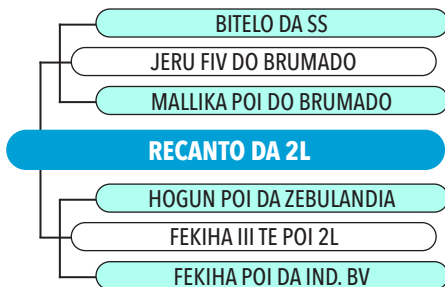 BITELO DA SS
JERU FIV DO BRUMADO
MALLIKA POI DO BRUMADO
RECANTO DA 2L
HOGUN POI DA ZEBULANDIA
FEKIHA III TE POI 2L
FEKIHA POI DA IND. BV